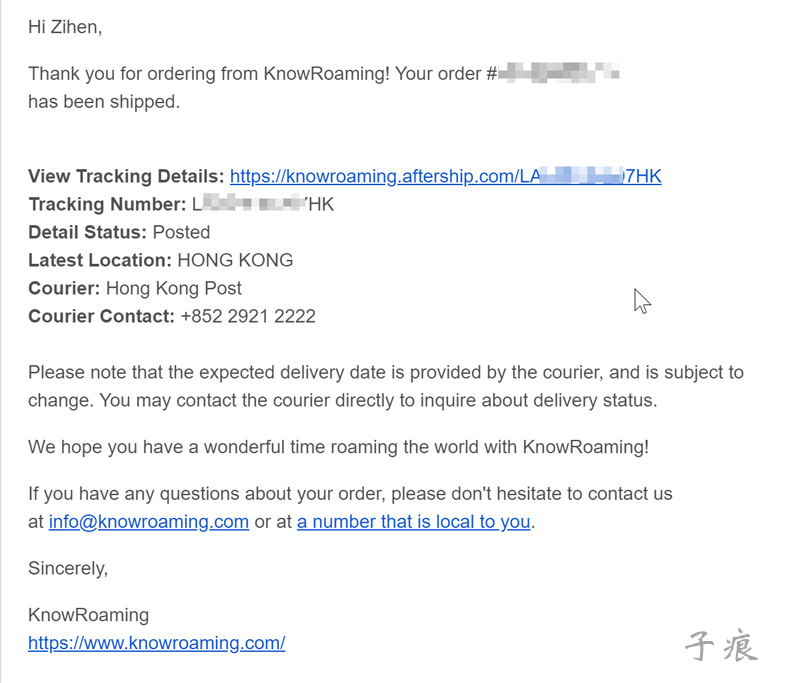 Hi Zihen,
Thank you for ordering from KnowRoaming! Your order #
has been shipped.
View Tracking Details: https://knowroaming.aftership.com/LA 7HK
Tracking Number: L 7HK
Detail Status: Posted
Latest Location: HONG KONG
Courier: Hong Kong Post
Courier Contact: +852 2921 2222
Please note that the expected delivery date is provided by the courier, and is subject to
change. You may contact the courier directly to inquire about delivery status.
We hope you have a wonderful time roaming the world with KnowRoaming!
If you have any questions about your order, please don't hesitate to contact us
at info@knowroaming.com or at a number that is local to you.
Sincerely,
KnowRoaming
https://www.knowroaming.com/
子痕